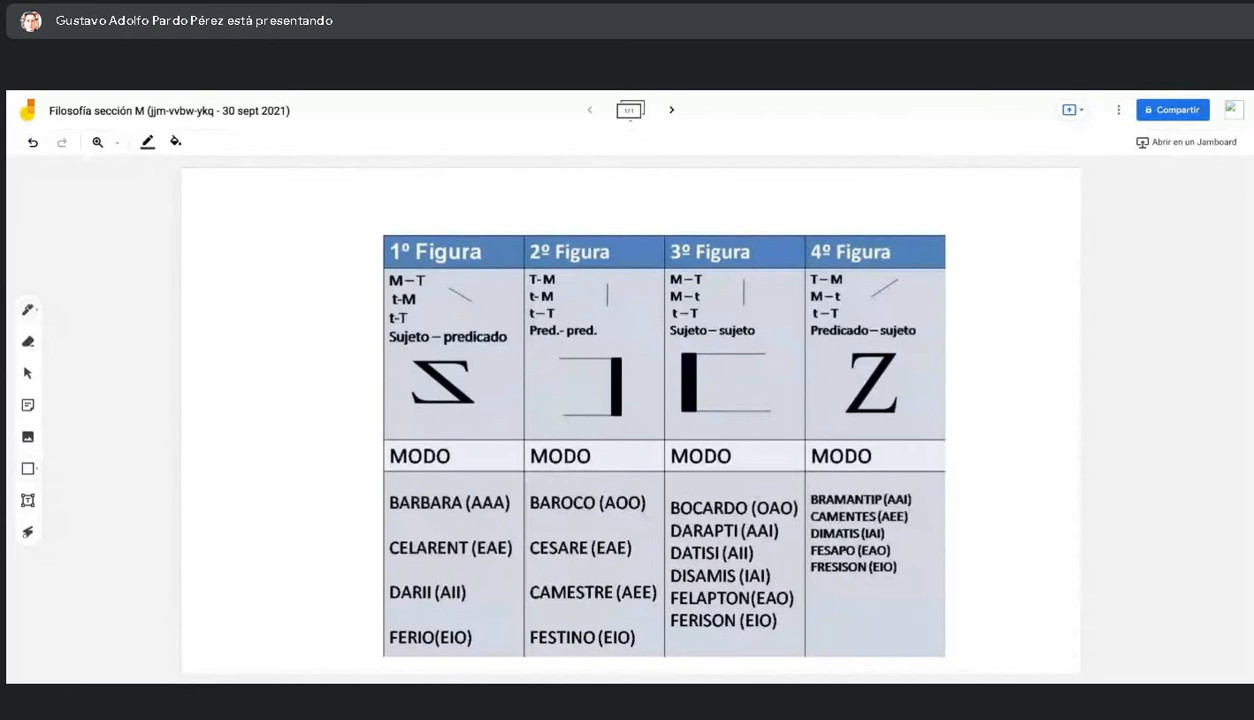 Gustavo Adolfo Pardo Pérez está presentando
Filosofía sección M (jjm-vvbw-ykq - 30 sept 2021)
1/1
Compartir
Abrir en un Jamboard
1º Figura
M – T
t-M
t-T
Sujeto – predicado
2º Figura
T- M
t- M
t – T
Pred.- pred.
3º Figura
M – T
M – t
t – T
Sujeto – sujeto
4º Figura
T – M
M – t
t – T
Predicado – sujeto
Z
MODO
MODO
MODO
MODO
BARBARA (AAA)
CELARENT (EAE)
DARII (AII)
FERIO(EIO)
BAROCO (AOO)
CESARE (EAE)
CAMESTRE (AEE)
FESTINO (EIO)
BOCARDO (OAO)
DARAPTI (AAI)
DATISI (AII)
DISAMIS (IAI)
FELAPTON(EAO)
FERISON (EIO)
BRAMANTIP (AAI)
CAMENTES (AEE)
DIMATIS (IAI)
FESAPO (EAO)
FRESISON (EIO)